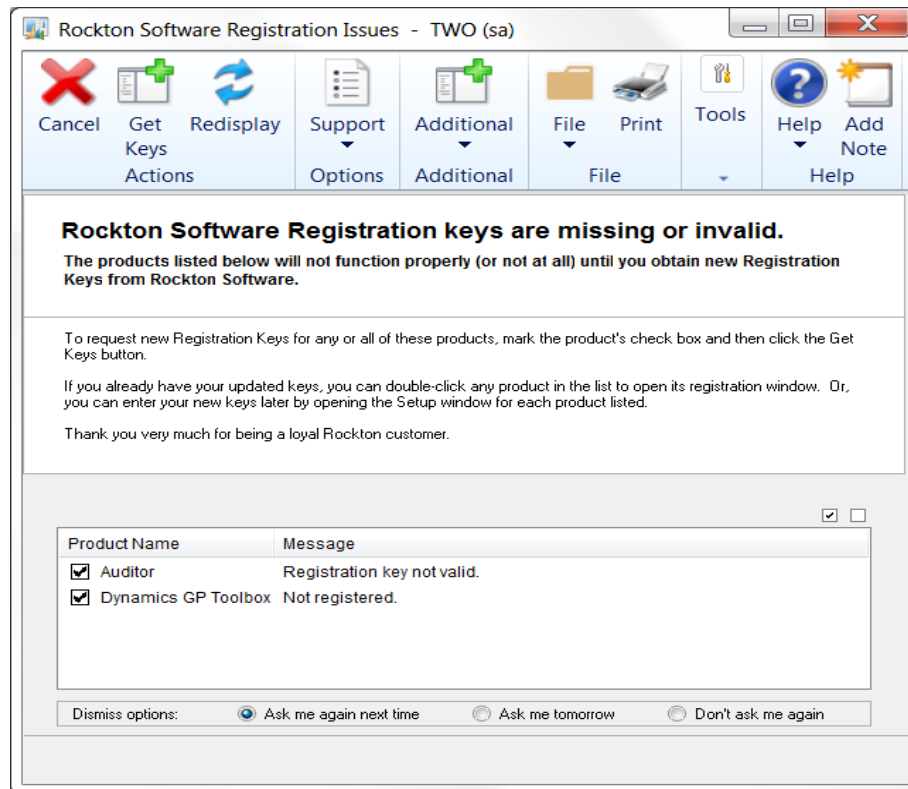 Rockton Software Registration Issues - TWO (sa)
Cancel
Get Keys
Redisplay
Support
Additional
File
Print
Tools
Help
Add Note
Actions
Options
Additional
File
Help
Rockton Software Registration keys are missing or invalid.
The products listed below will not function properly (or not at all) until you obtain new Registration
Keys from Rockton Software.
To request new Registration Keys for any or all of these products, mark the product's check box and then click the Get
Keys button.
If you already have your updated keys, you can double-click any product in the list to open its registration window. Or,
you can enter your new keys later by opening the Setup window for each product listed.
Thank you very much for being a loyal Rockton customer.
Product Name Message
Auditor Registration key not valid.
Dynamics GP Toolbox Not registered.
Dismiss options: Ask me again next time Ask me tomorrow Don't ask me again